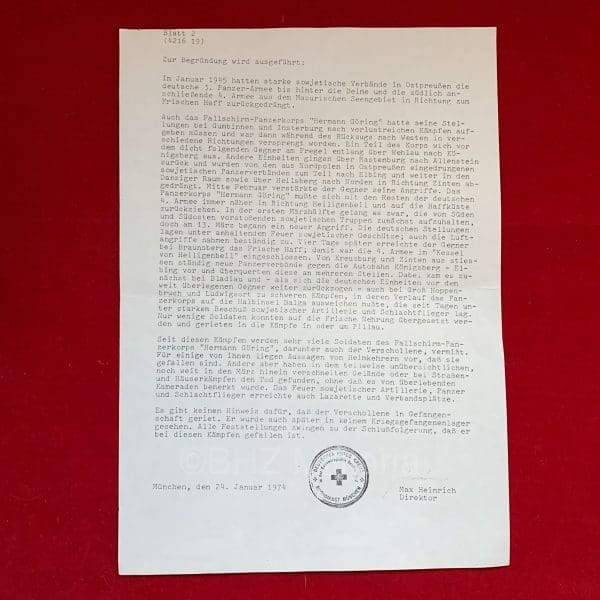 Blatt 2
(4216 19)
Zur Begründung wird ausgeführt:
Im Januar 1945 hatten starke sowjetische Verbände in Ostpreußen die
deutsche 3. Panzer-Armee bis hinter die Deime und die südlich an-
schließende 4. Armee aus dem Masurischen Seengebiet in Richtung zum
Frischen Haff zurückgedrängt.
Auch das Fallschirm-Panzerkorps "Hermann Göring" hatte seine Stel-
lungen bei Gumbinnen und Insterburg nach verlustreichen Kämpfen auf-
geben müssen und war dann während des Rückzugs nach Westen in ver-
schiedene Richtungen versprengt worden. Ein Teil des Korps wich vor
dem dicht folgenden Gegner am Pregel entlang über Wehlau nach Kö-
nigsberg aus. Andere Einheiten gingen über Rastenburg nach Allenstein
zurück und wurden von den aus Südpolen in Ostpreußen eingedrungenen
sowjetischen Panzerverbänden zum Teil nach Elbing und weiter in den
Danziger Raum sowie über Heilsberg nach Norden in Richtung Zinten ab-
gedrängt. Mitte Februar verstärkte der Gegner seine Angriffe. Das
Panzerkorps "Hermann Göring" mußte sich mit den Resten der deutschen
4. Armee immer näher in Richtung Heiligenbeil und auf die Haffküste
zurückziehen. In der ersten Märzhälfte gelang es zwar, die von Süden
und Südosten vorstoßenden sowjetischen Truppen zunächst aufzuhalten,
doch am 13. März begann ein neuer Angriff. Die deutschen Stellungen
lagen unter anhaltendem Feuer sowjetischer Geschütze; auch die Luft-
angriffe nahmen beständig zu. Vier Tage später erreichte der Gegner
bei Braunsberg das Frische Haff; damit war die 4. Armee im "Kessel
von Heiligenbeil" eingeschlossen. Von Kreuzburg und Zinten aus sties-
sen ständig neue Panzerverbände gegen die Autobahn Königsberg - El-
bing vor und überquerten diese an mehreren Stellen. Dabei kam es zu-
nächst bei Bladiau und - als sich die deutschen Einheiten vor dem
weit überlegenen Gegner weiter zurückzogen - auch bei Groß Hoppen-
bruch und Ludwigsort zu schweren Kämpfen, in deren Verlauf das Pan-
zerkorps auf die Halbinsel Balga ausweichen mußte, die seit Tagen un-
ter starkem Beschuß sowjetischer Artillerie und Schlachtflieger lag.
Nur wenige Soldaten konnten auf die Frische Nehrung übergesetzt wer-
den und gerieten in die Kämpfe in oder um Pillau.
Seit diesen Kämpfen werden sehr viele Soldaten des Fallschirm-Pan-
zerkorps "Hermann Göring", darunter auch der Verschollene, vermißt.
Für einige von ihnen liegen Aussagen von Heimkehrern vor, daß sie
gefallen sind. Andere aber haben in dem teilweise unübersichtlichen,
noch weit in den März hinein verschneiten Gelände oder bei Straßen-
und Häuserkämpfen den Tod gefunden, ohne daß es von überlebenden
Kameraden bemerkt wurde. Das Feuer sowjetischer Artillerie, Panzer
und Schlachtflieger erreichte auch Lazarette und Verbandsplätze.
Es gibt keinen Hinweis dafür, daß der Verschollene in Gefangen-
schaft geriet. Er wurde auch später in keinem Kriegsgefangenenlager
gesehen. Alle Feststellungen zwingen zu der Schlußfolgerung, daß er
bei diesen Kämpfen gefallen ist.
DEUTSCHES ROTES KREUZ
SUCHDIENST MÜNCHEN
München, den 24. Januar 1974
Max Heinrich
Direktor